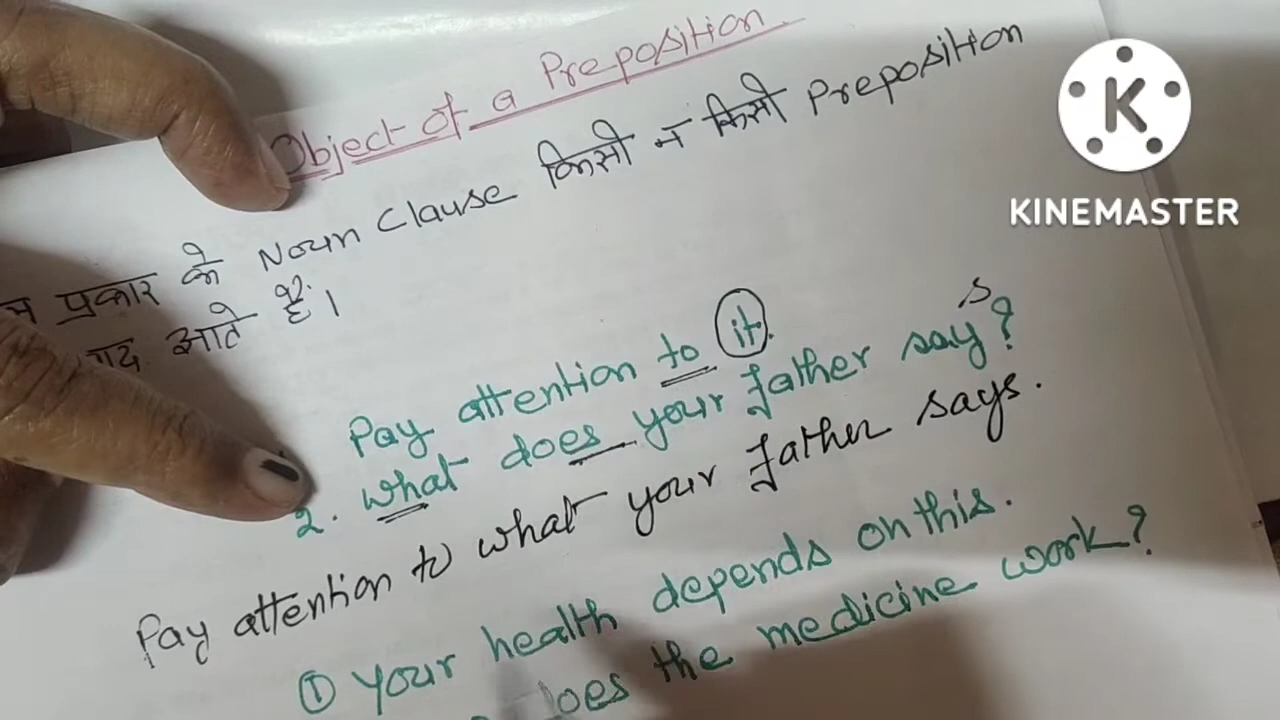 Object of a Preposition
प्रकार के Noun Clause किसी न किसी Preposition
आते हैं।
Pay attention to it.
s
2. what does your father say?
Pay attention to what your father says.
① Your health depends on this.
does the medicine work?
K
KINEMASTER